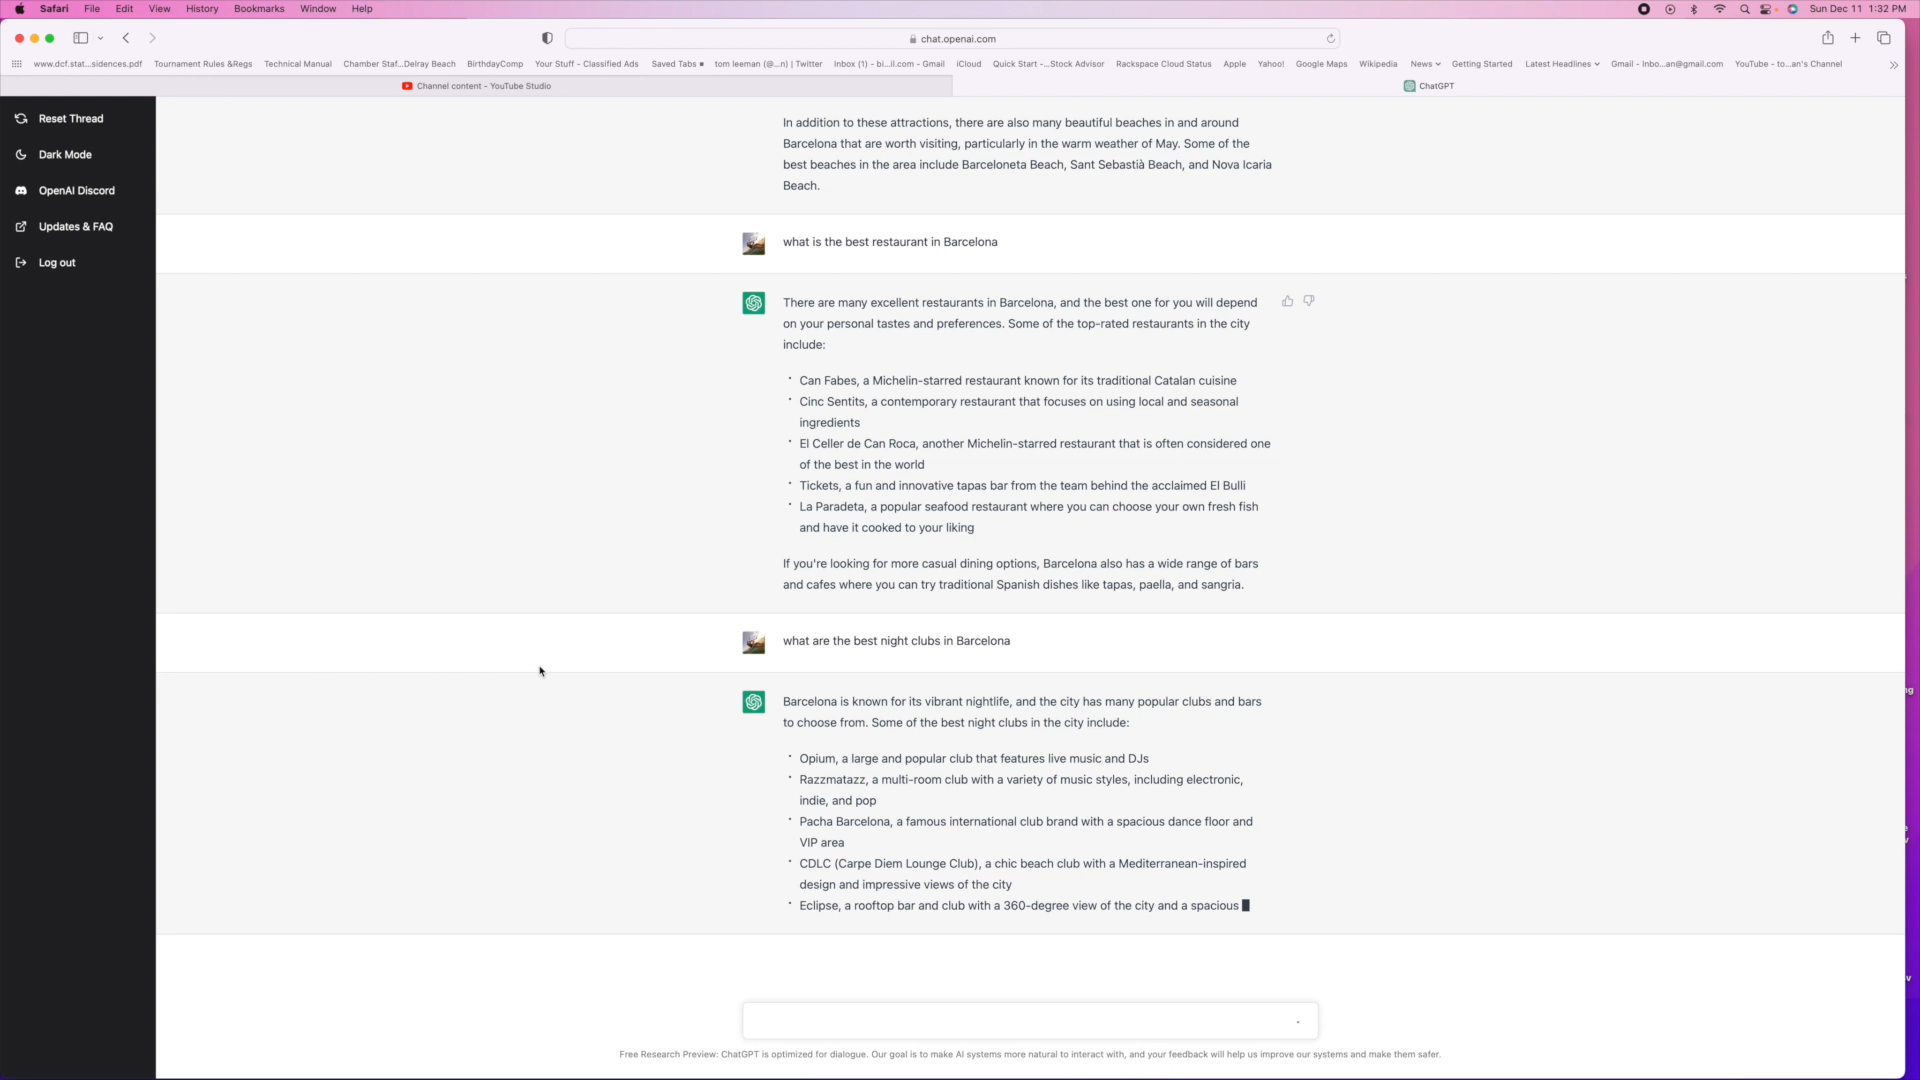 Safari File Edit View History Bookmarks Window Help Sun Dec 11 1:32 PM
chat.openai.com
www.dcf.stat...sidences.pdf Tournament Rules &Regs Technical Manual Chamber Staf...Delray Beach BirthdayComp Your Stuff - Classified Ads Saved Tabs tom leeman (@...n) | Twitter Inbox (1) - bi...il.com - Gmail iCloud Quick Start -...Stock Advisor Rackspace Cloud Status Apple Yahoo! Google Maps Wikipedia News Getting Started Latest Headlines Gmail - Inbo...an@gmail.com YouTube - to...an's Channel
Channel content - YouTube Studio ChatGPT
Reset Thread
Dark Mode
OpenAI Discord
Updates & FAQ
Log out
In addition to these attractions, there are also many beautiful beaches in and around
Barcelona that are worth visiting, particularly in the warm weather of May. Some of the
best beaches in the area include Barceloneta Beach, Sant Sebastià Beach, and Nova Icaria
Beach.
what is the best restaurant in Barcelona
There are many excellent restaurants in Barcelona, and the best one for you will depend
on your personal tastes and preferences. Some of the top-rated restaurants in the city
include:
• Can Fabes, a Michelin-starred restaurant known for its traditional Catalan cuisine
• Cinc Sentits, a contemporary restaurant that focuses on using local and seasonal
ingredients
• El Celler de Can Roca, another Michelin-starred restaurant that is often considered one
of the best in the world
• Tickets, a fun and innovative tapas bar from the team behind the acclaimed El Bulli
• La Paradeta, a popular seafood restaurant where you can choose your own fresh fish
and have it cooked to your liking
If you're looking for more casual dining options, Barcelona also has a wide range of bars
and cafes where you can try traditional Spanish dishes like tapas, paella, and sangria.
what are the best night clubs in Barcelona
Barcelona is known for its vibrant nightlife, and the city has many popular clubs and bars
to choose from. Some of the best night clubs in the city include:
• Opium, a large and popular club that features live music and DJs
• Razzmatazz, a multi-room club with a variety of music styles, including electronic,
indie, and pop
• Pacha Barcelona, a famous international club brand with a spacious dance floor and
VIP area
• CDLC (Carpe Diem Lounge Club), a chic beach club with a Mediterranean-inspired
design and impressive views of the city
• Eclipse, a rooftop bar and club with a 360-degree view of the city and a spacious
Free Research Preview: ChatGPT is optimized for dialogue. Our goal is to make AI systems more natural to interact with, and your feedback will help us improve our systems and make them safer.